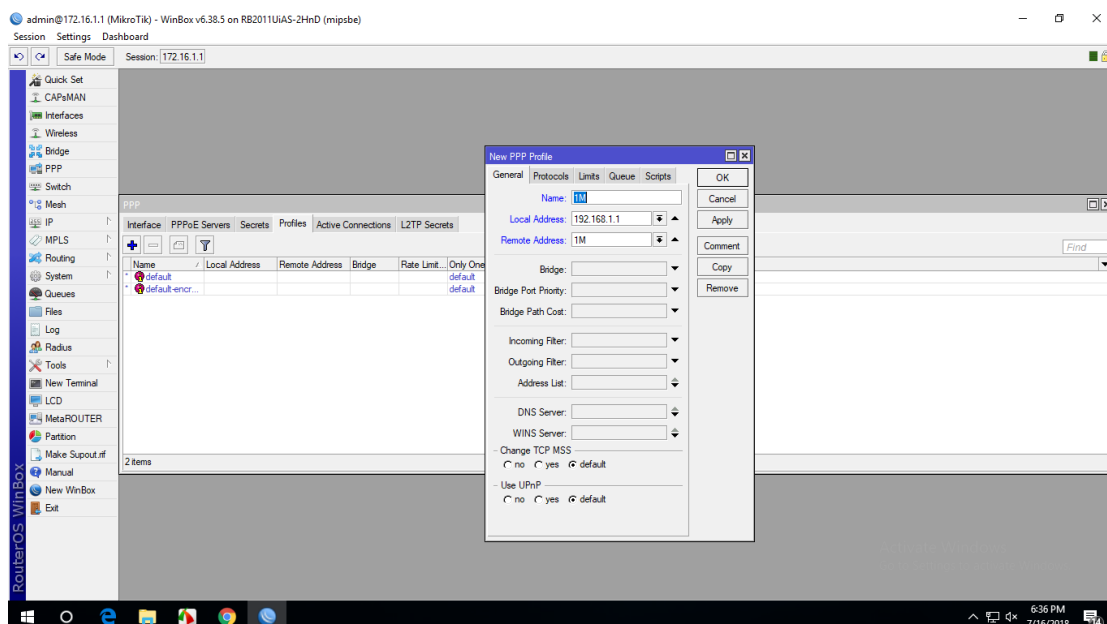 admin@172.16.1.1 (MikroTik) - WinBox v6.38.5 on RB2011UiAS-2HnD (mipsbe)
Session Settings Dashboard
Safe Mode Session: 172.16.1.1
Quick Set
CAPsMAN
Interfaces
Wireless
Bridge
PPP
Switch
Mesh
IP
MPLS
Routing
System
Queues
Files
Log
Radius
Tools
New Terminal
LCD
MetaROUTER
Partition
Make Supout.rif
Manual
New WinBox
Exit
RouterOS WinBox
PPP
Interface PPPoE Servers Secrets Profiles Active Connections L2TP Secrets
Find
Name Local Address Remote Address Bridge Rate Limit... Only One
* default default
* default-encr... default
2 items
New PPP Profile
General Protocols Limits Queue Scripts
Name: 1M
Local Address: 192.168.1.1
Remote Address: 1M
Bridge:
Bridge Port Priority:
Bridge Path Cost:
Incoming Filter:
Outgoing Filter:
Address List:
DNS Server:
WINS Server:
Change TCP MSS
no yes default
Use UPnP
no yes default
OK
Cancel
Apply
Comment
Copy
Remove
Activate Windows
6:36 PM
7/16/2018